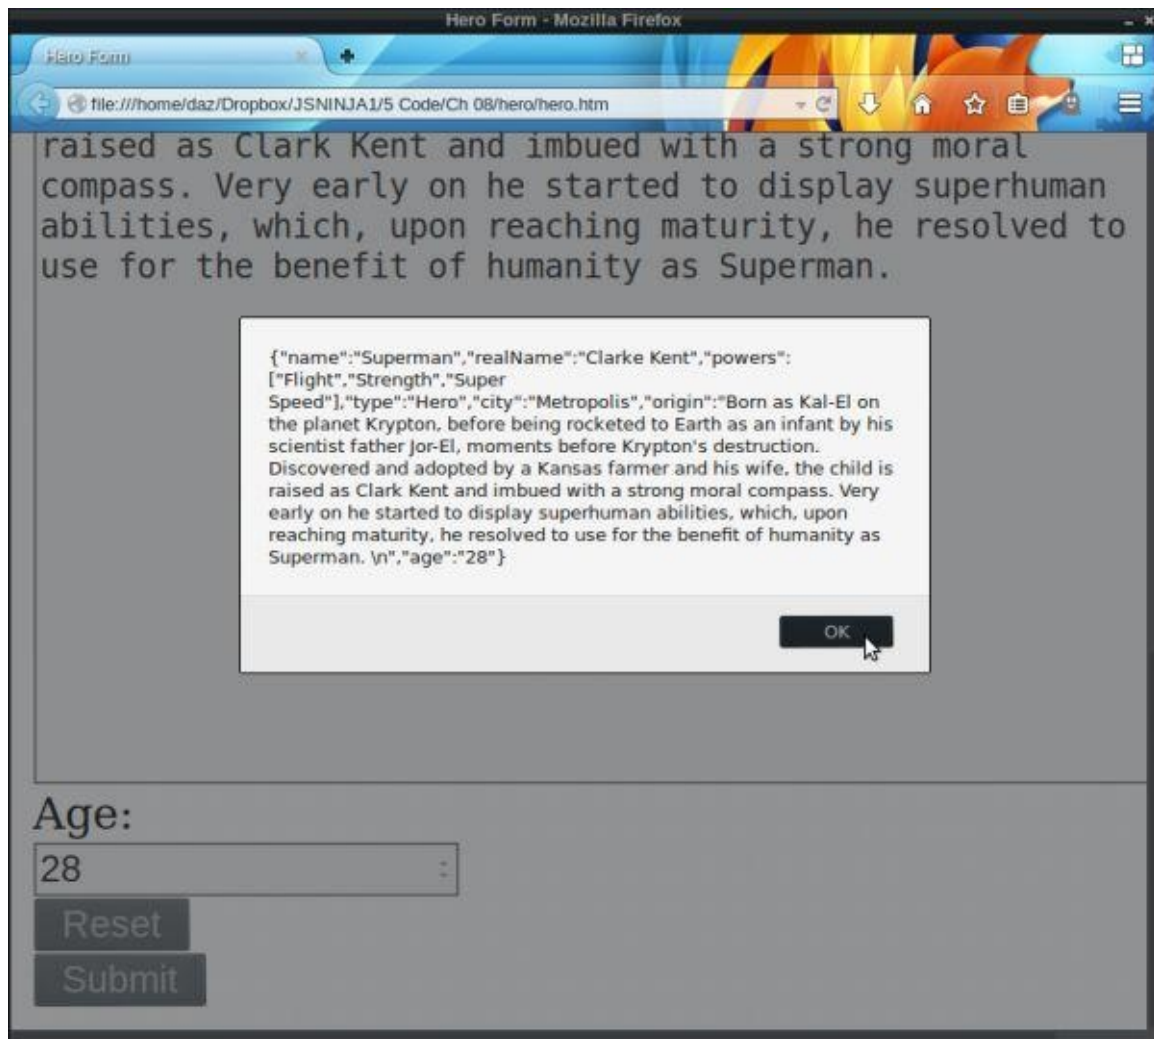 Hero Form - Mozilla Firefox
Hero Form
file:///home/daz/Dropbox/JSNINJA1/5 Code/Ch 08/hero/hero.htm
raised as Clark Kent and imbued with a strong moral
compass. Very early on he started to display superhuman
abilities, which, upon reaching maturity, he resolved to
use for the benefit of humanity as Superman.
{"name":"Superman","realName":"Clarke Kent","powers":
["Flight","Strength","Super
Speed"],"type":"Hero","city":"Metropolis","origin":"Born as Kal-El on
the planet Krypton, before being rocketed to Earth as an infant by his
scientist father Jor-El, moments before Krypton's destruction.
Discovered and adopted by a Kansas farmer and his wife, the child is
raised as Clark Kent and imbued with a strong moral compass. Very
early on he started to display superhuman abilities, which, upon
reaching maturity, he resolved to use for the benefit of humanity as
Superman. \n","age":"28"}
OK
Age:
28
Reset
Submit